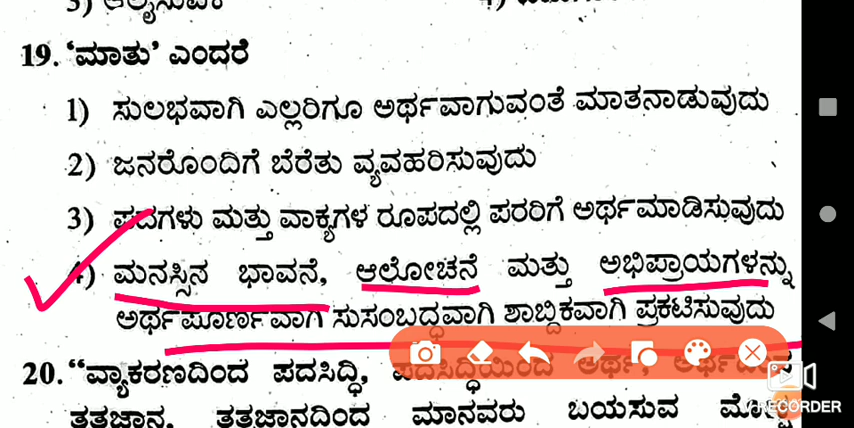 19. ‘ಮಾತು’ ಎಂದರೆ
1) ಸುಲಭವಾಗಿ ಎಲ್ಲರಿಗೂ ಅರ್ಥವಾಗುವಂತೆ ಮಾತನಾಡುವುದು
2) ಜನರೊಂದಿಗೆ ಬೆರೆತು ವ್ಯವಹರಿಸುವುದು
3) ಪದಗಳು ಮತ್ತು ವಾಕ್ಯಗಳ ರೂಪದಲ್ಲಿ ಪರರಿಗೆ ಅರ್ಥಮಾಡಿಸುವುದು
4) ಮನಸ್ಸಿನ ಭಾವನೆ, ಆಲೋಚನೆ ಮತ್ತು ಅಭಿಪ್ರಾಯಗಳನ್ನು
ಅರ್ಥಪೂರ್ಣವಾಗಿ ಸುಸಂಬದ್ಧವಾಗಿ ಶಾಬ್ದಿಕವಾಗಿ ಪ್ರಕಟಿಸುವುದು
20. “ವ್ಯಾಕರಣದಿಂದ ಪದಸಿದ್ಧಿ, ಪದಸಿದ್ಧಿಯಿಂದ ಅರ್ಥ,
ತತ್ವಜ್ಞಾನ, ತತ್ವಜ್ಞಾನದಿಂದ ಮಾನವರು ಬಯಸುವ
RECORDER